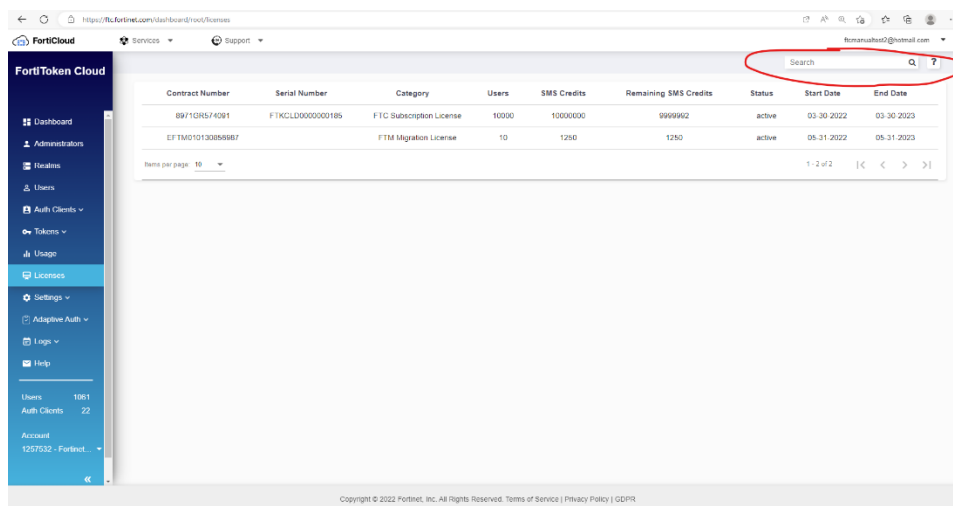 https://ftc.fortinet.com/dashboard/root/licenses
FortiCloud Services Support ftcmanualtest2@hotmail.com
FortiToken Cloud
Search ?
Contract Number Serial Number Category Users SMS Credits Remaining SMS Credits Status Start Date End Date
8971GR574091 FTKCLD0000000185 FTC Subscription License 10000 10000000 9999992 active 03-30-2022 03-30-2023
EFTM010130856987 FTM Migration License 10 1250 1250 active 05-31-2022 05-31-2023
Items per page: 10 1 - 2 of 2
Dashboard
Administrators
Realms
Users
Auth Clients
Tokens
Usage
Licenses
Settings
Adaptive Auth
Logs
Help
Users 1061
Auth Clients 22
Account
1257532 - Fortinet...
Copyright © 2022 Fortinet, Inc. All Rights Reserved. Terms of Service | Privacy Policy | GDPR